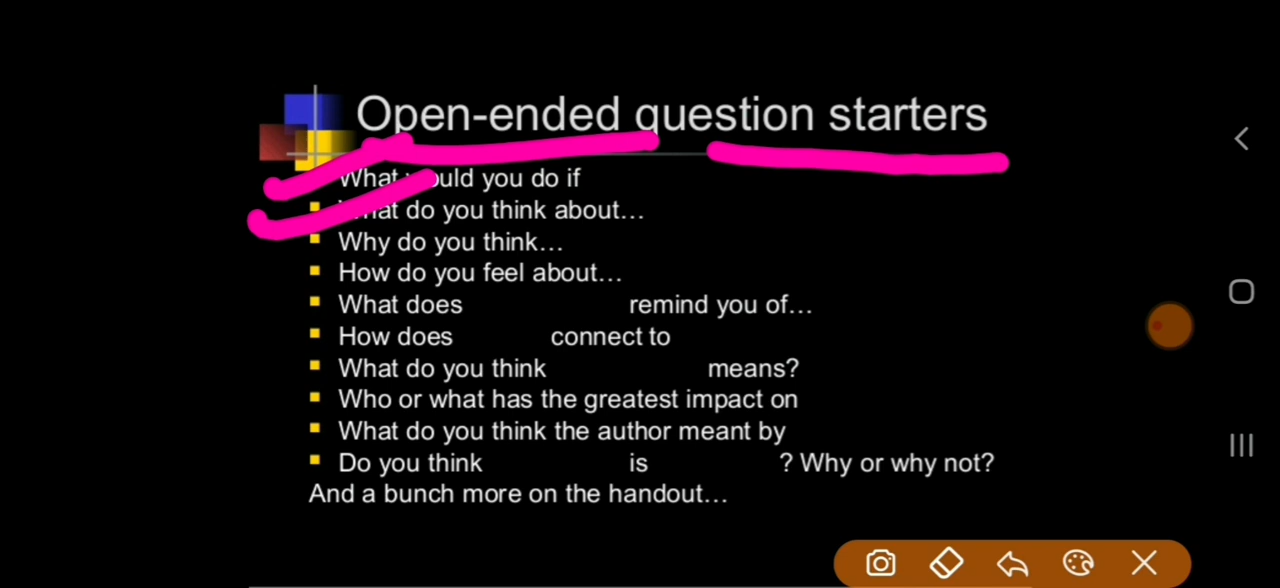 Open-ended question starters
What would you do if
What do you think about…
Why do you think…
How do you feel about…
What does remind you of…
How does connect to
What do you think means?
Who or what has the greatest impact on
What do you think the author meant by
Do you think is ? Why or why not?
And a bunch more on the handout…